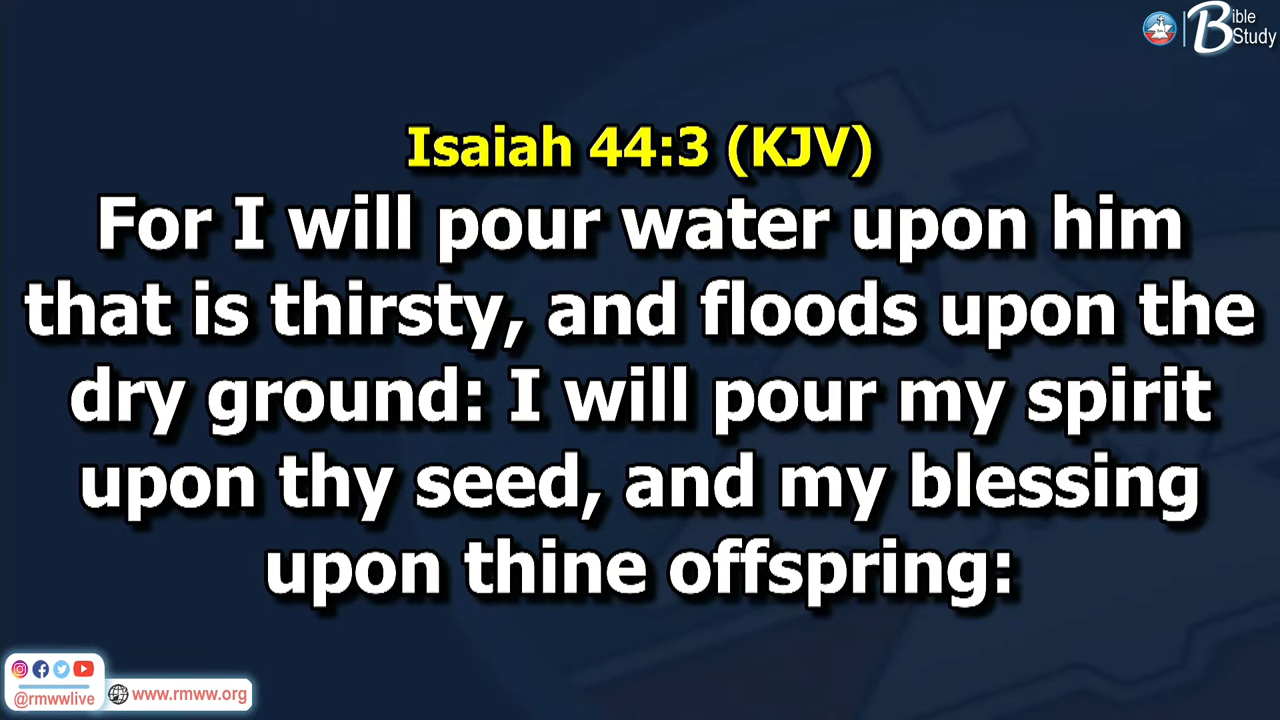 Bible
Study
Isaiah 44:3 (KJV)
For I will pour water upon him
that is thirsty, and floods upon the
dry ground: I will pour my spirit
upon thy seed, and my blessing
upon thine offspring:
@rmwwlive
www.rmww.org